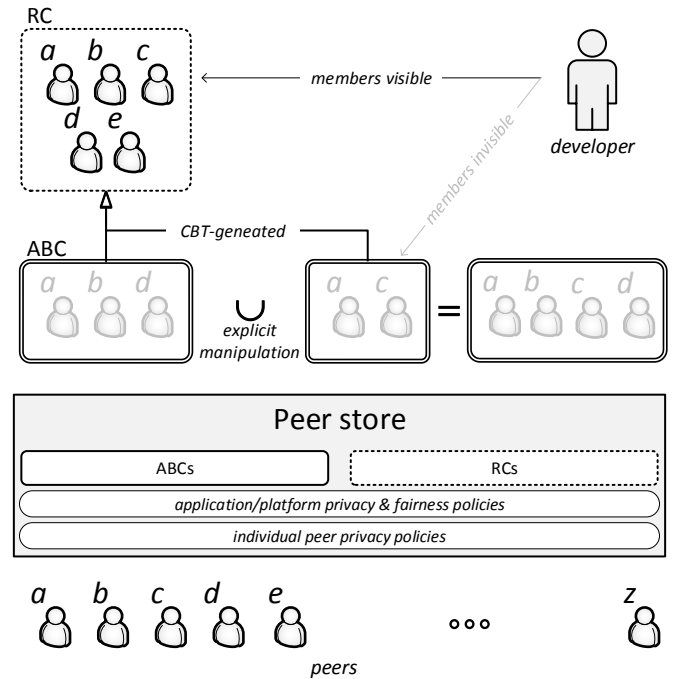 RC
a b c
d e
members visible
developer
members invisible
CBT-geneated
ABC
a b d
∪
explicit
manipulation
a c
=
a b c d
Peer store
ABCs
RCs
application/platform privacy & fairness policies
individual peer privacy policies
a b c d e z
peers